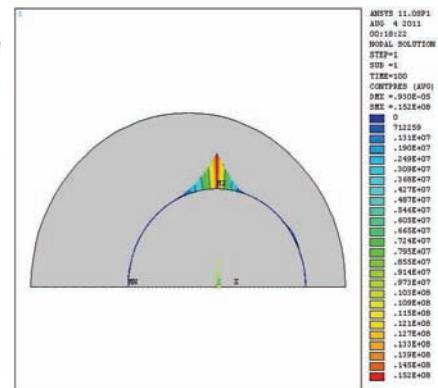 1
ANSYS 11.0SP1
AUG 4 2011
00:18:22
NODAL SOLUTION
STEP=1
SUB =1
TIME=100
CONTPRES (AVG)
DMX =.930E-05
SMX =.152E+08
0
712259
.131E+07
.190E+07
.249E+07
.309E+07
.368E+07
.427E+07
.487E+07
.546E+07
.605E+07
.665E+07
.724E+07
.795E+07
.855E+07
.914E+07
.973E+07
.103E+08
.109E+08
.115E+08
.121E+08
.127E+08
.133E+08
.139E+08
.145E+08
.152E+08
MX
MN
X